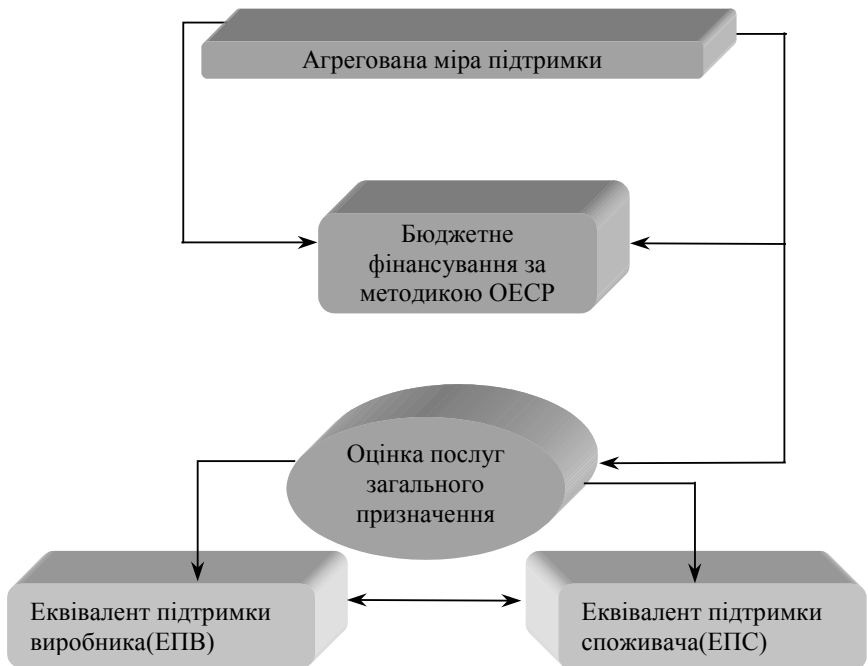 Агрегована міра підтримки
Бюджетне
фінансування за
методикою ОЕСР
Оцінка послуг
загального
призначення
Еквівалент підтримки
виробника(ЕПВ)
Еквівалент підтримки
споживача(ЕПС)